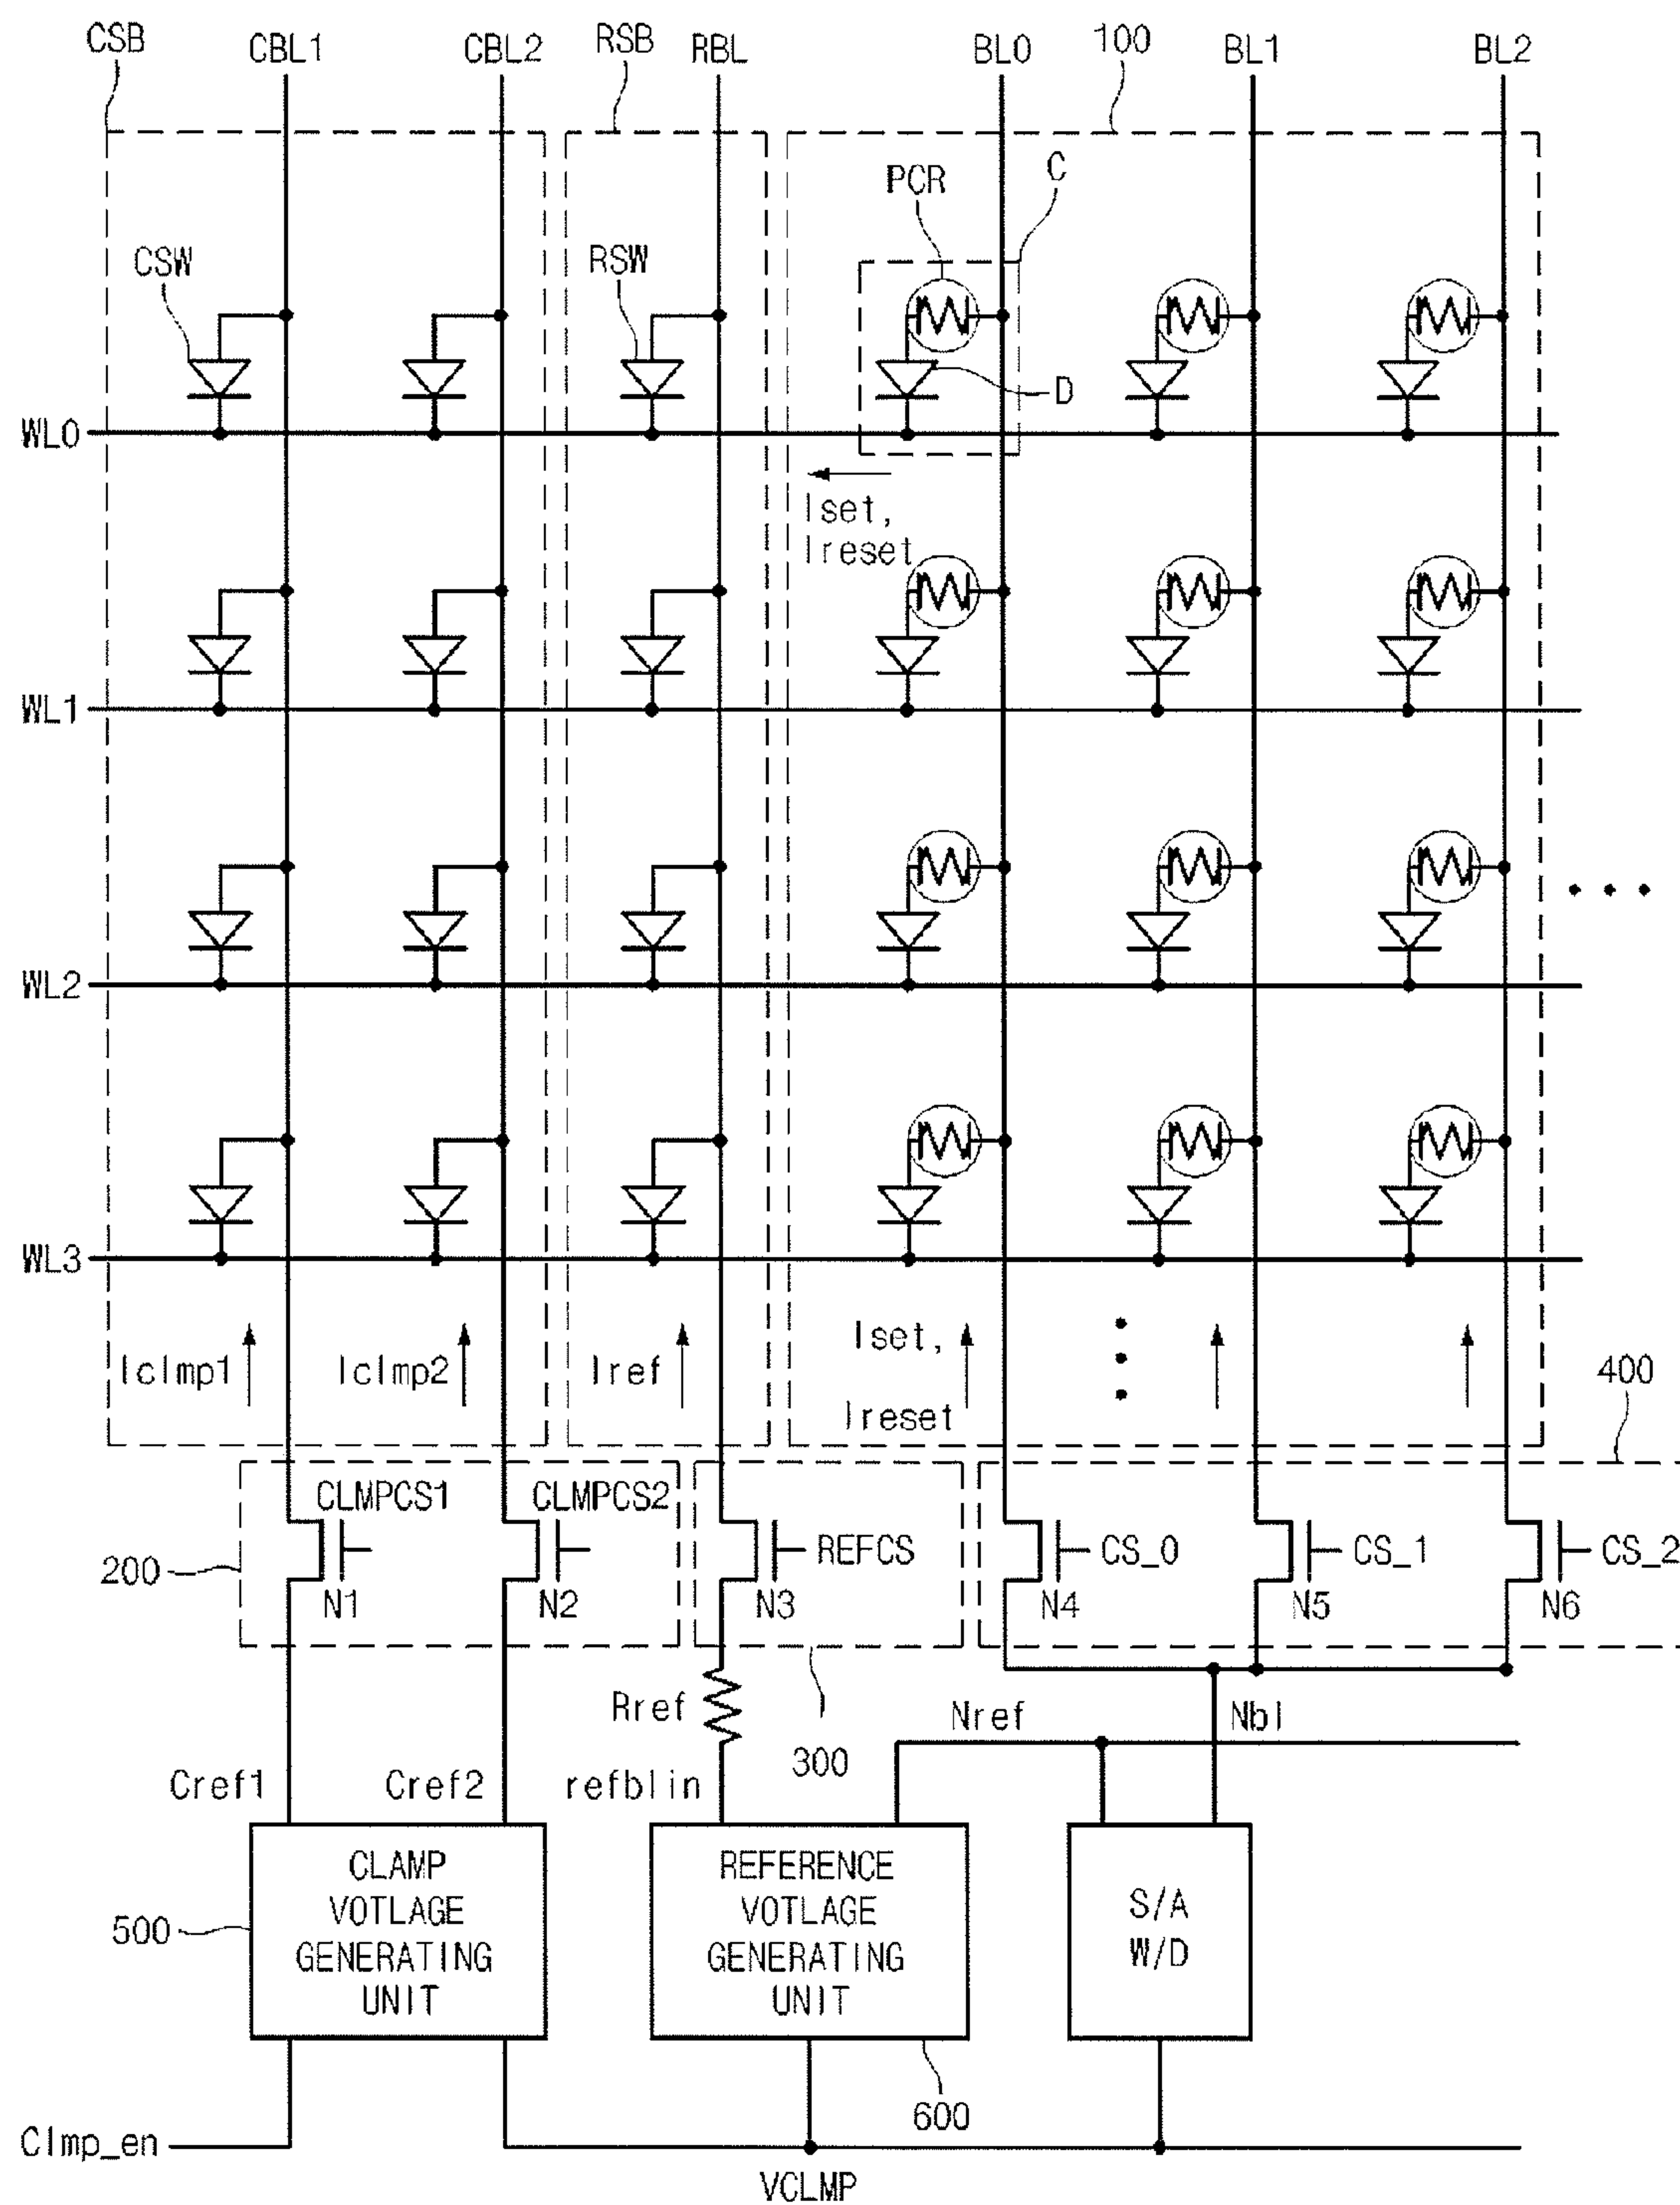 CSB CBL1 CBL2 RSB RBL BL0 100 BL1 BL2
PCR C
CSW RSW
D
WL0
Iset,
Ireset
WL1
WL2
WL3
Iclmp1 Iclmp2 Iref Iset,
Ireset
400
CLMPCS1 CLMPCS2
200 REFCS CS_0 CS_1 CS_2
N1 N2 N3 N4 N5 N6
Rref Nref Nbl
300
Cref1 Cref2 refblin
CLAMP
VOTLAGE
GENERATING
UNIT
500
REFERENCE
VOTLAGE
GENERATING
UNIT
S/A
W/D
600
Clmp_en
VCLMP